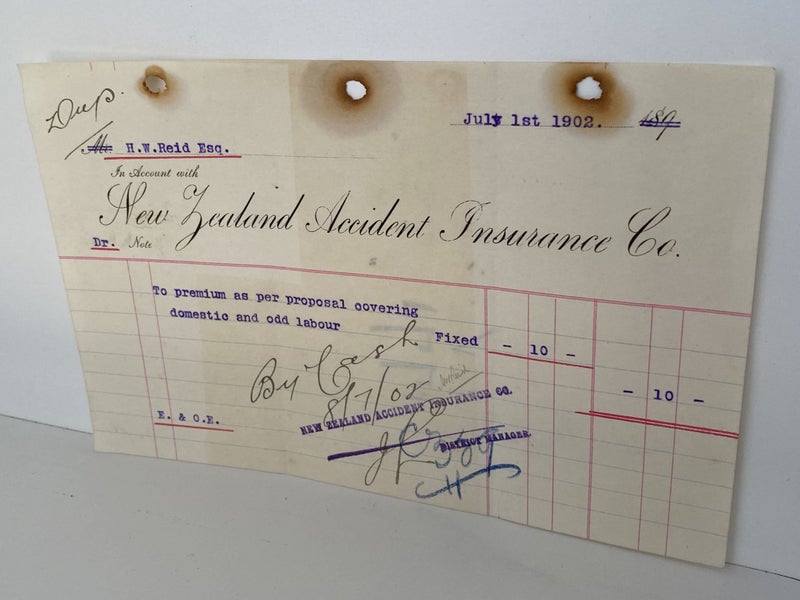 Dup.
July 1st 1902. 189
Mr. H.W.Reid Esq.
In Account with
New Zealand Accident Insurance Co.
Dr. Note
To premium as per proposal covering
domestic and odd labour
Fixed - 10 -
- 10 -
By Cash
8/7/02
E. & O.E.
NEW ZEALAND ACCIDENT INSURANCE CO.
DISTRICT MANAGER.